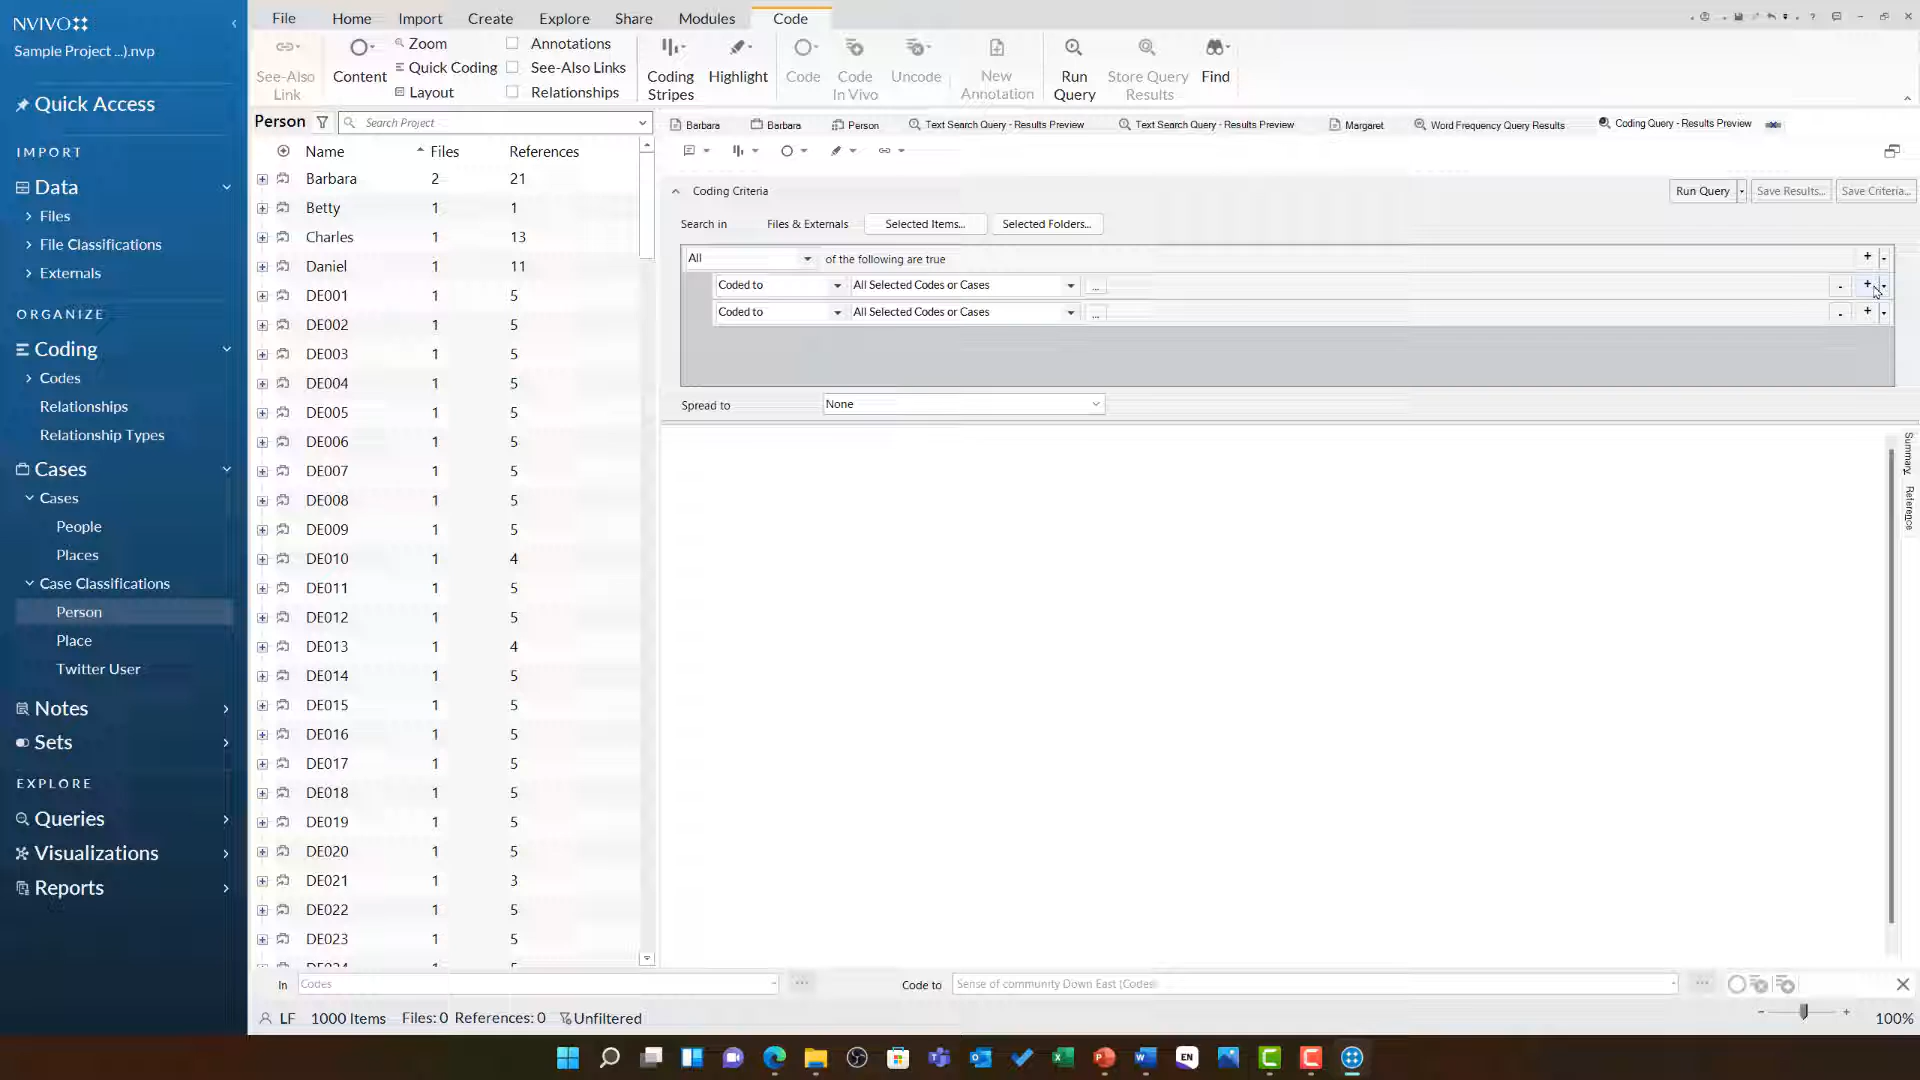 NVIVO
Sample Project ...).nvp
Quick Access
IMPORT
Data
Files
File Classifications
Externals
ORGANIZE
Coding
Codes
Relationships
Relationship Types
Cases
Cases
People
Places
Case Classifications
Person
Place
Twitter User
Notes
Sets
EXPLORE
Queries
Visualizations
Reports
File Home Import Create Explore Share Modules Code
See-Also Link
Content
Zoom
Quick Coding
Layout
Annotations
See-Also Links
Relationships
Coding Stripes
Highlight
Code
Code In Vivo
Uncode
New Annotation
Run Query
Store Query Results
Find
Person Search Project
Name Files References
Barbara 2 21
Betty 1 1
Charles 1 13
Daniel 1 11
DE001 1 5
DE002 1 5
DE003 1 5
DE004 1 5
DE005 1 5
DE006 1 5
DE007 1 5
DE008 1 5
DE009 1 5
DE010 1 4
DE011 1 5
DE012 1 5
DE013 1 4
DE014 1 5
DE015 1 5
DE016 1 5
DE017 1 5
DE018 1 5
DE019 1 5
DE020 1 5
DE021 1 3
DE022 1 5
DE023 1 5
Barbara Barbara Person Text Search Query - Results Preview Text Search Query - Results Preview Margaret Word Frequency Query Results Coding Query - Results Preview
Coding Criteria Run Query Save Results... Save Criteria...
Search in Files & Externals Selected Items... Selected Folders...
All of the following are true + 
Coded to All Selected Codes or Cases ... - +
Coded to All Selected Codes or Cases ... - +
Spread to None
Summary
Reference
In Codes ... Code to Sense of community Down East (Codes) ...
LF 1000 Items Files: 0 References: 0 Unfiltered 100%
EN